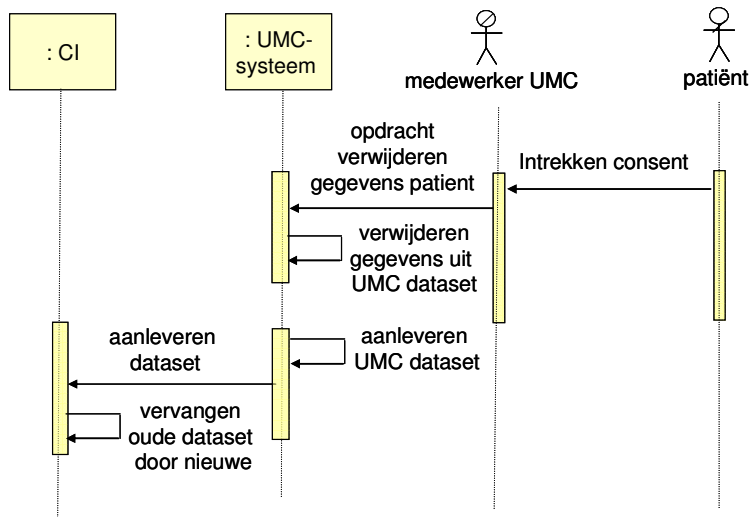 : CI
: UMC-
systeem
medewerker UMC
patiënt
opdracht
verwijderen
gegevens patient
Intrekken consent
verwijderen
gegevens uit
UMC dataset
aanleveren
dataset
aanleveren
UMC dataset
vervangen
oude dataset
door nieuwe